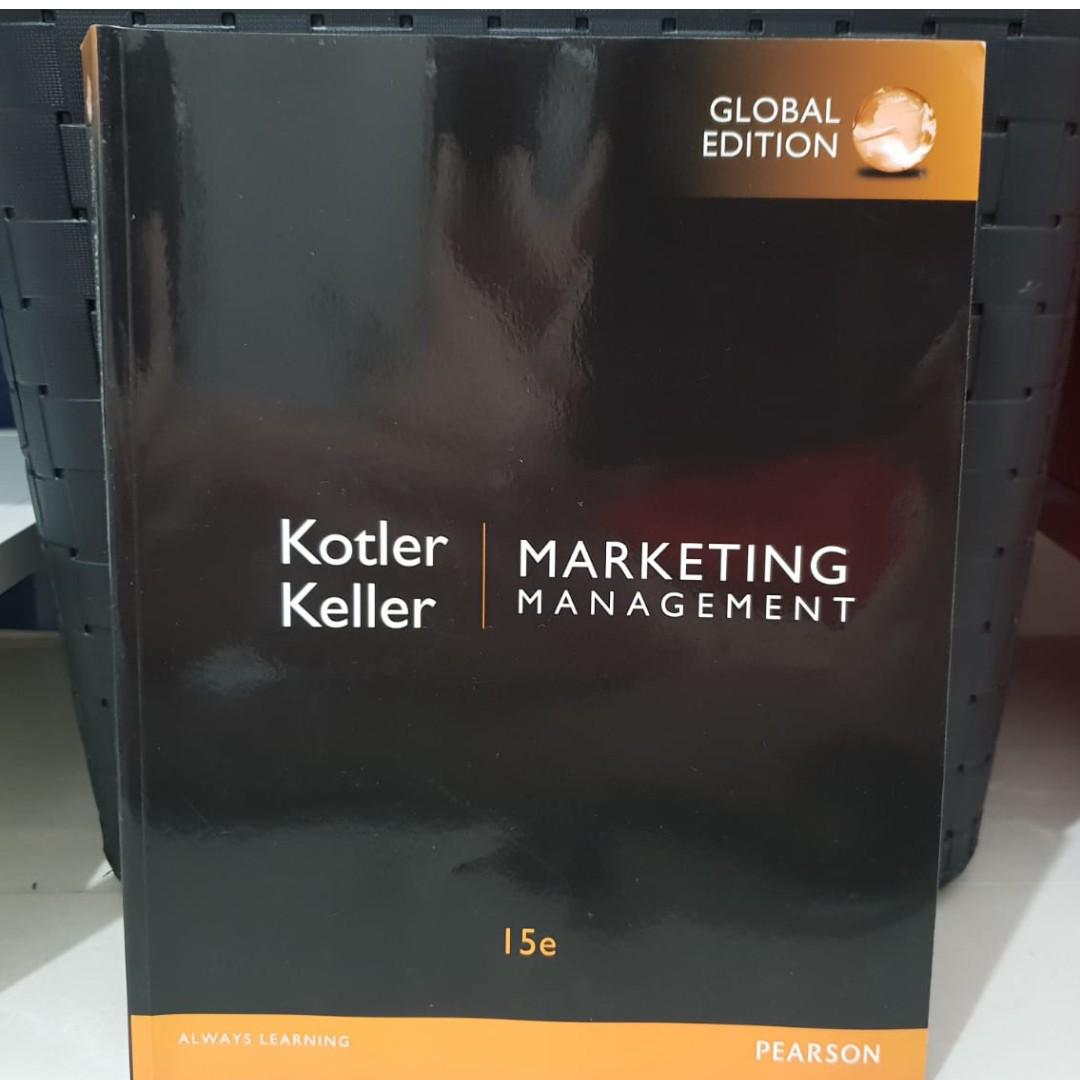 GLOBAL
EDITION
Kotler
Keller
MARKETING
MANAGEMENT
15e
ALWAYS LEARNING
PEARSON